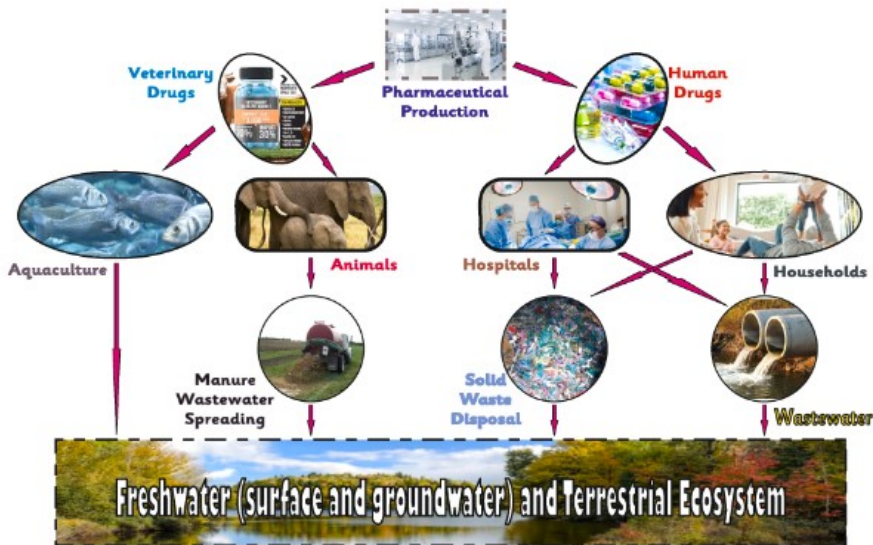 Veterinary
Drugs
Pharmaceutical
Production
Human
Drugs
Aquaculture
Animals
Hospitals
Households
Manure
Wastewater
Spreading
Solid
Waste
Disposal
Wastewater
Freshwater (surface and groundwater) and Terrestrial Ecosystem